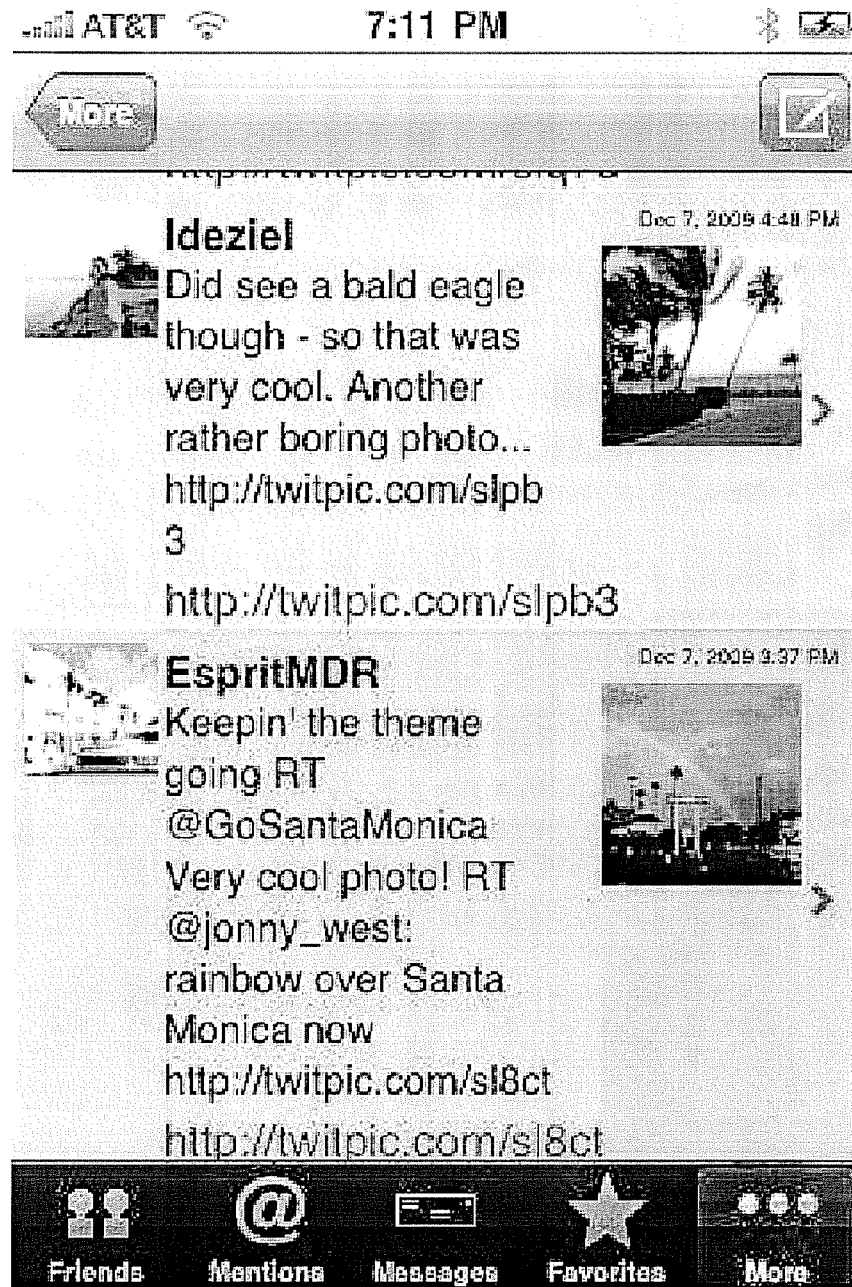 AT&T 7:11 PM
More
Ideziel
Dec 7, 2009 4:48 PM
Did see a bald eagle
though - so that was
very cool. Another
rather boring photo...
http://twitpic.com/slpb
3
http://twitpic.com/slpb3
EspritMDR
Dec 7, 2009 3:37 PM
Keepin' the theme
going RT
@GoSantaMonica
Very cool photo! RT
@jonny_west:
rainbow over Santa
Monica now
http://twitpic.com/sl8ct
http://twitpic.com/sl8ct
Friends Mentions Messages Favorites More